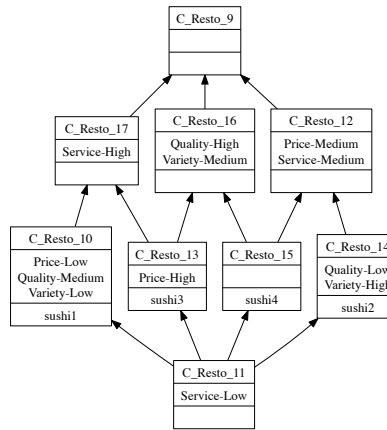 C_Resto_9
C_Resto_17
Service-High
C_Resto_16
Quality-High
Variety-Medium
C_Resto_12
Price-Medium
Service-Medium
C_Resto_10
Price-Low
Quality-Medium
Variety-Low
sushi1
C_Resto_13
Price-High
sushi3
C_Resto_15
sushi4
C_Resto_14
Quality-Low
Variety-High
sushi2
C_Resto_11
Service-Low